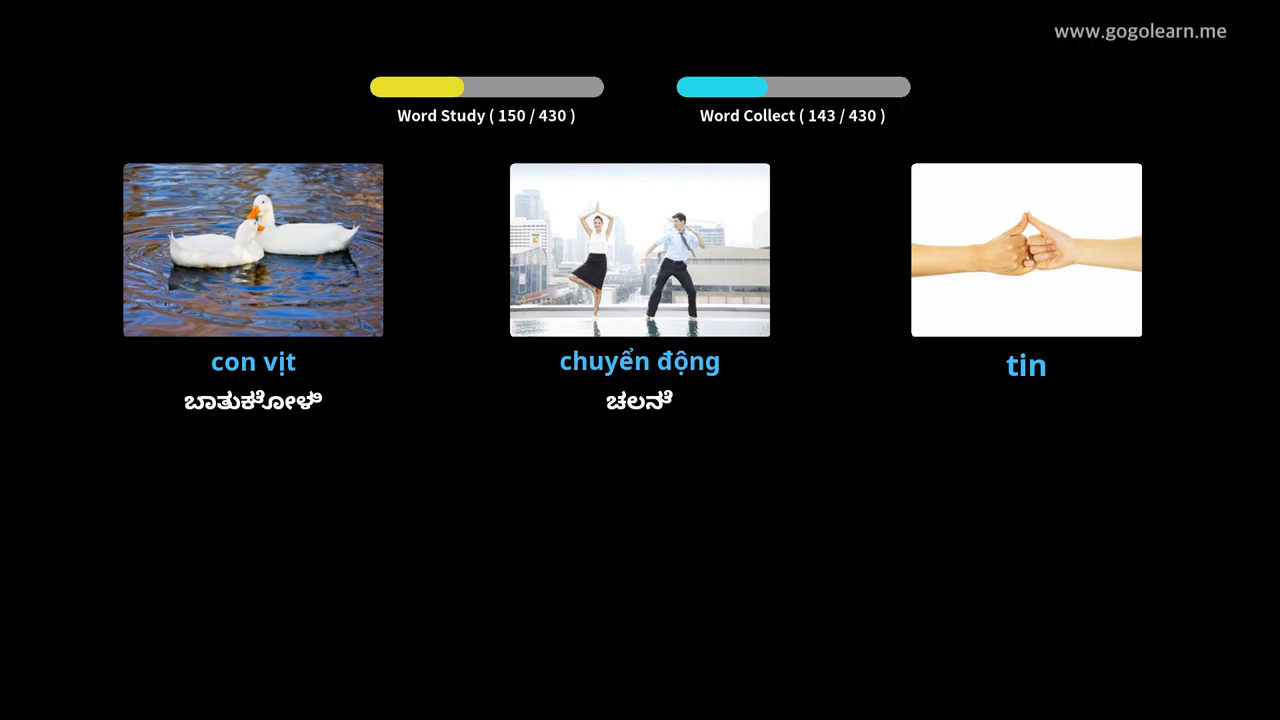 www.gogolearn.me
Word Study ( 150 / 430 )
Word Collect ( 143 / 430 )
con vịt
chuyển động
tin
ಬಾತುಕೋಳಿ
ಚಲನೆ